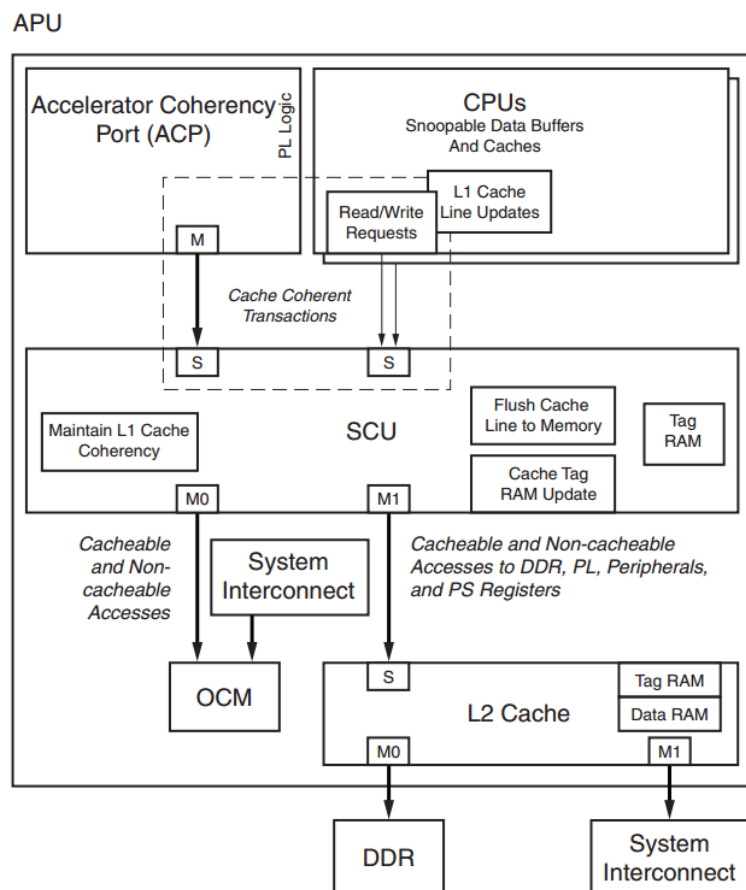 APU
Accelerator Coherency
Port (ACP)
PL Logic
M
CPUs
Snoopable Data Buffers
And Caches
L1 Cache
Line Updates
Read/Write
Requests
Cache Coherent
Transactions
S
S
Maintain L1 Cache
Coherency
SCU
Flush Cache
Line to Memory
Cache Tag
RAM Update
Tag
RAM
M0
M1
Cacheable
and Non-
cacheable
Accesses
System
Interconnect
Cacheable and Non-cacheable
Accesses to DDR, PL, Peripherals,
and PS Registers
OCM
S
L2 Cache
Tag RAM
Data RAM
M0
M1
DDR
System
Interconnect